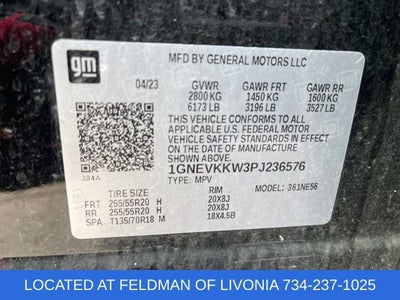 gm
MFD BY GENERAL MOTORS LLC
04/23 GVWR GAWR FRT GAWR RR
2800 KG 1450 KG 1600 KG
6173 LB 3196 LB 3527 LB
THIS VEHICLE CONFORMS TO ALL APPLICABLE
U.S. FEDERAL MOTOR
VEHICLE SAFETY STANDARDS IN
EFFECT ON THE DATE OF
MANUFACTURE SHOWN ABOVE.
1GNEVKKW3PJ236576
TYPE: MPV MODEL: 361NE56
384A
TIRE SIZE RIM
FRT 255/55R20 H 20X8J
RR 255/55R20 H 20X8J
SPA T135/70R18 M 18X4.5B
LOCATED AT FELDMAN OF LIVONIA 734-237-1025